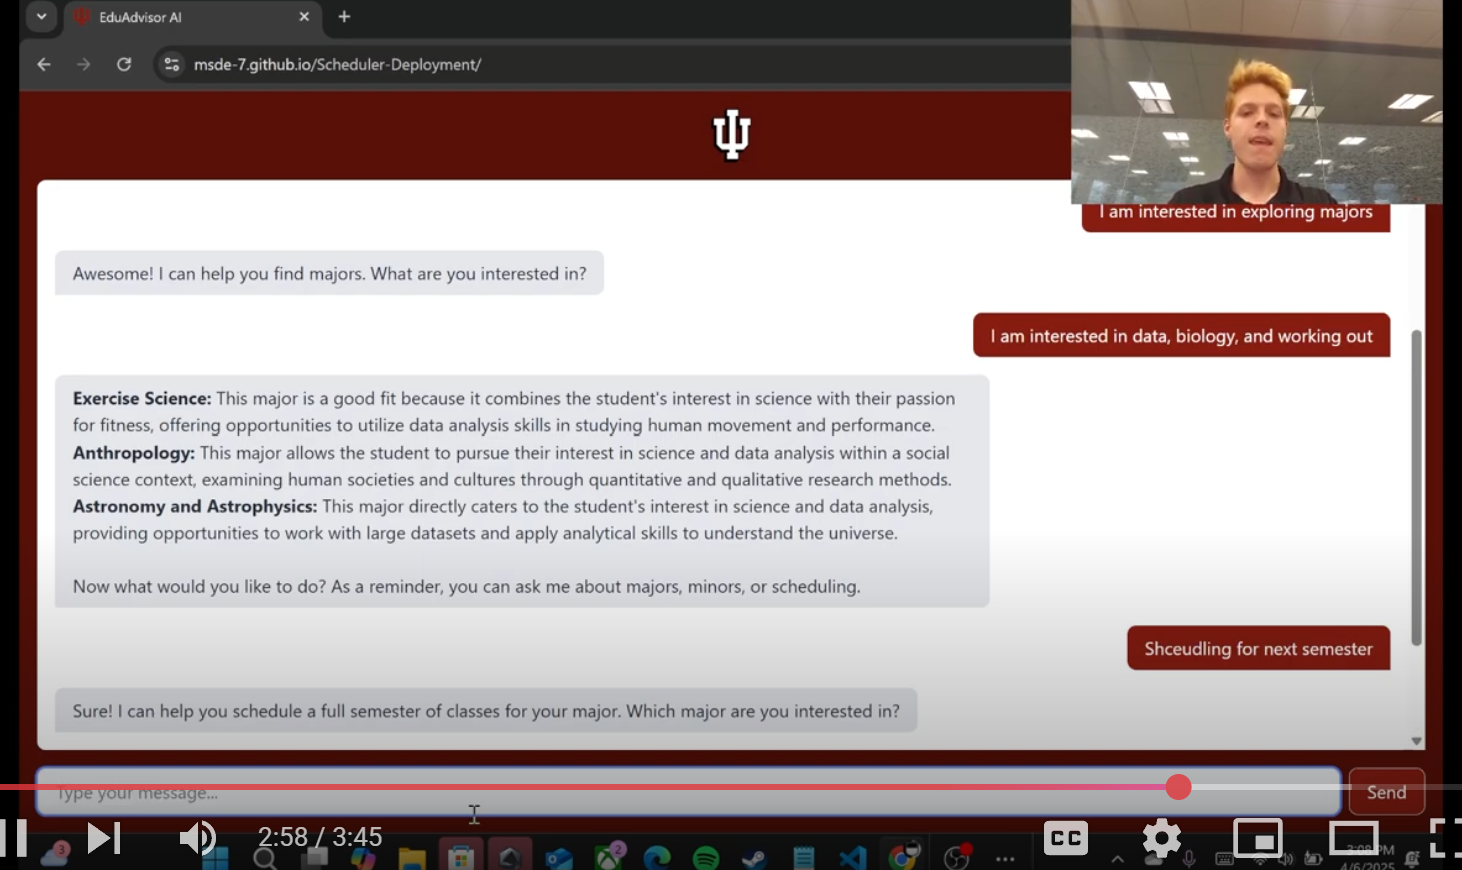 EduAdvisor AI
msde-7.github.io/Scheduler-Deployment/
I am interested in exploring majors
Awesome! I can help you find majors. What are you interested in?
I am interested in data, biology, and working out
Exercise Science: This major is a good fit because it combines the student's interest in science with their passion
for fitness, offering opportunities to utilize data analysis skills in studying human movement and performance.
Anthropology: This major allows the student to pursue their interest in science and data analysis within a social
science context, examining human societies and cultures through quantitative and qualitative research methods.
Astronomy and Astrophysics: This major directly caters to the student's interest in science and data analysis,
providing opportunities to work with large datasets and apply analytical skills to understand the universe.
Now what would you like to do? As a reminder, you can ask me about majors, minors, or scheduling.
Shceudling for next semester
Sure! I can help you schedule a full semester of classes for your major. Which major are you interested in?
Type your message...
Send
2:58 / 3:45
CC
3
2
3:08 PM
4/6/2025